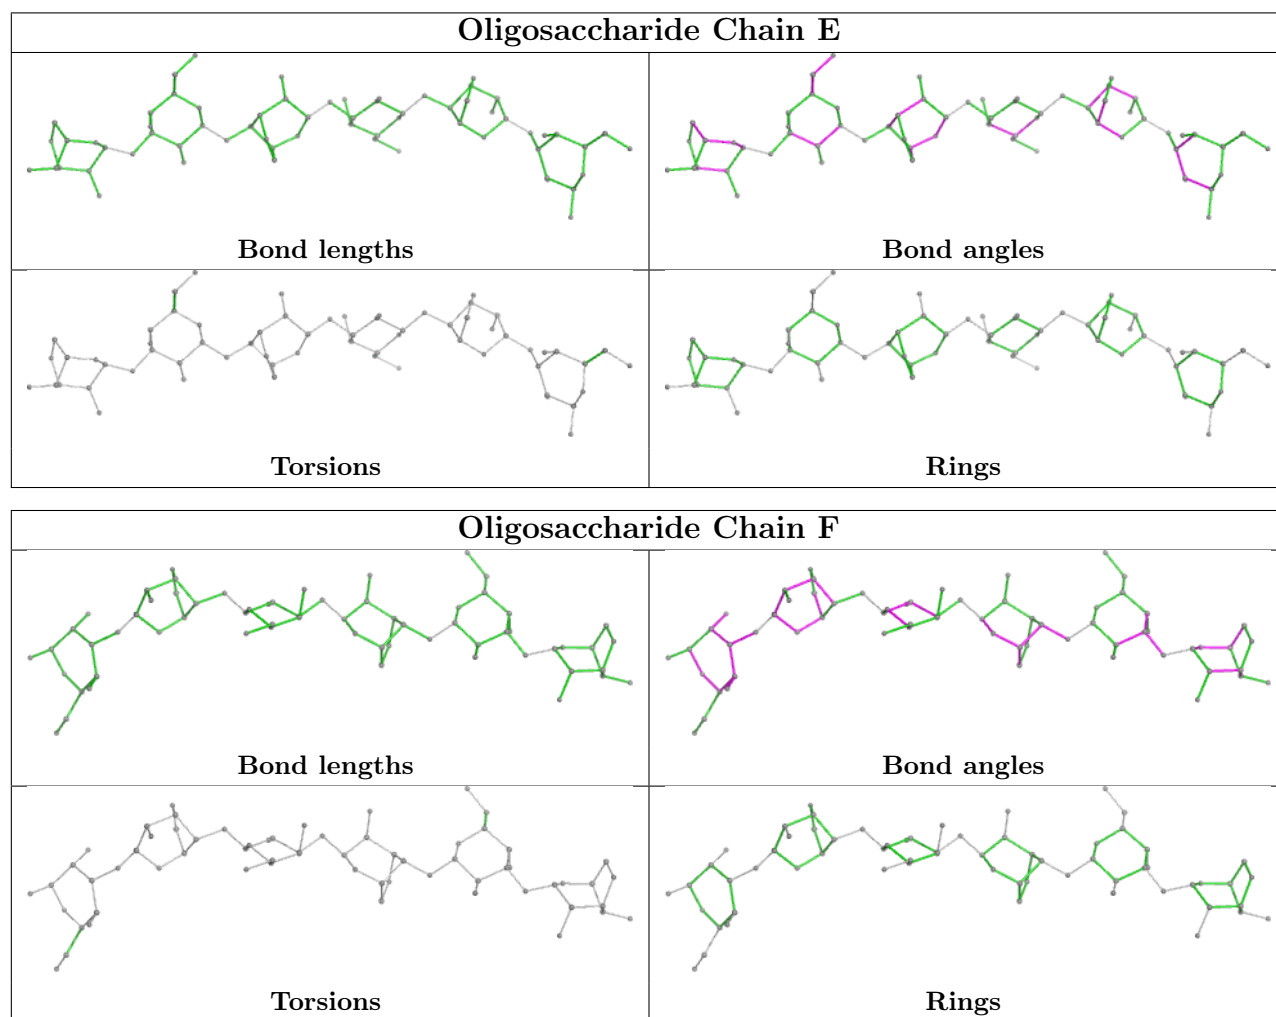 Oligosaccharide Chain E
Bond lengths
Bond angles
Torsions
Rings
Oligosaccharide Chain F
Bond lengths
Bond angles
Torsions
Rings